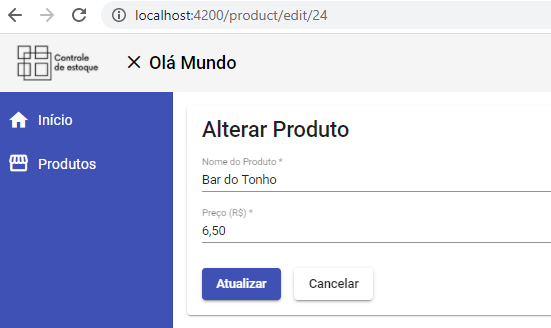 localhost:4200/product/edit/24
Controle
de estoque
Olá Mundo
Início
Produtos
Alterar Produto
Nome do Produto *
Bar do Tonho
Preço (R$) *
6,50
Atualizar Cancelar